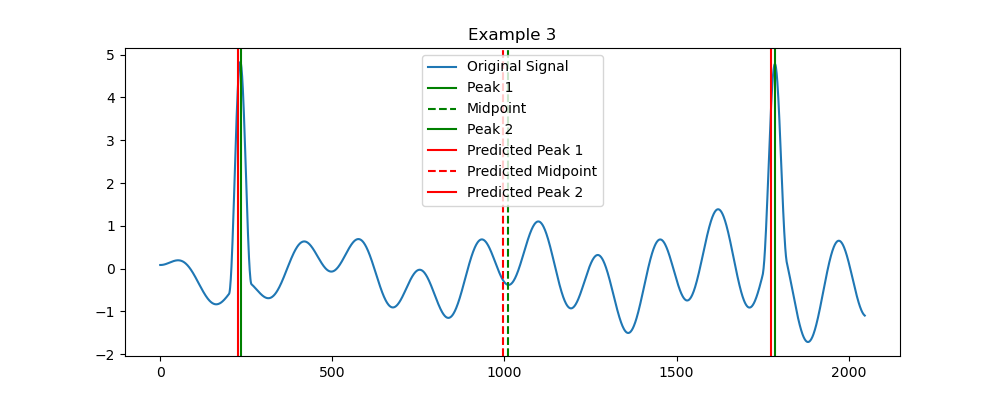 Example 3
Original Signal
Peak 1
Midpoint
Peak 2
Predicted Peak 1
Predicted Midpoint
Predicted Peak 2
5
4
3
2
1
0
−1
−2
0
500
1000
1500
2000